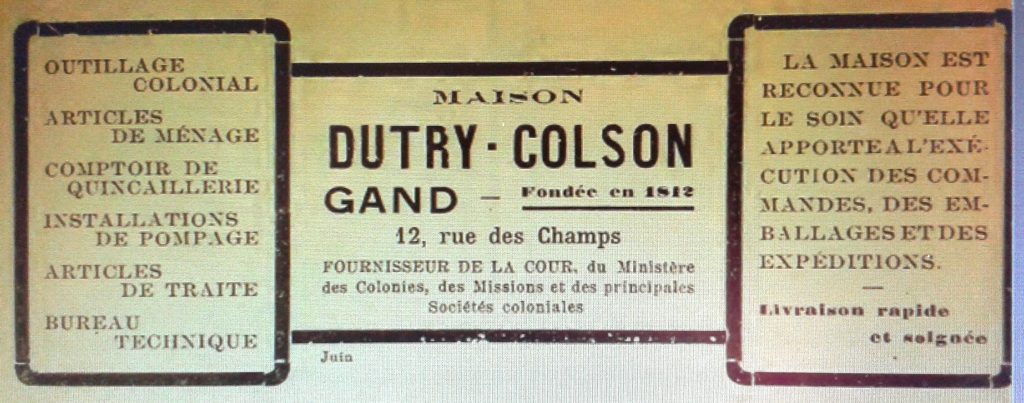 OUTILLAGE
COLONIAL
ARTICLES
DE MÉNAGE
COMPTOIR DE
QUINCAILLERIE
INSTALLATIONS
DE POMPAGE
ARTICLES
DE TRAITE
BUREAU
TECHNIQUE
MAISON
DUTRY-COLSON
GAND — Fondée en 1812
12, rue des Champs
FOURNISSEUR DE LA COUR, du Ministère
des Colonies, des Missions et des principales
Sociétés coloniales
Juin
LA MAISON EST
RECONNUE POUR
LE SOIN QU'ELLE
APPORTE A L'EXÉ-
CUTION DES COM-
MANDES, DES EM-
BALLAGES ET DES
EXPÉDITIONS.
—
Livraison rapide
et soignée